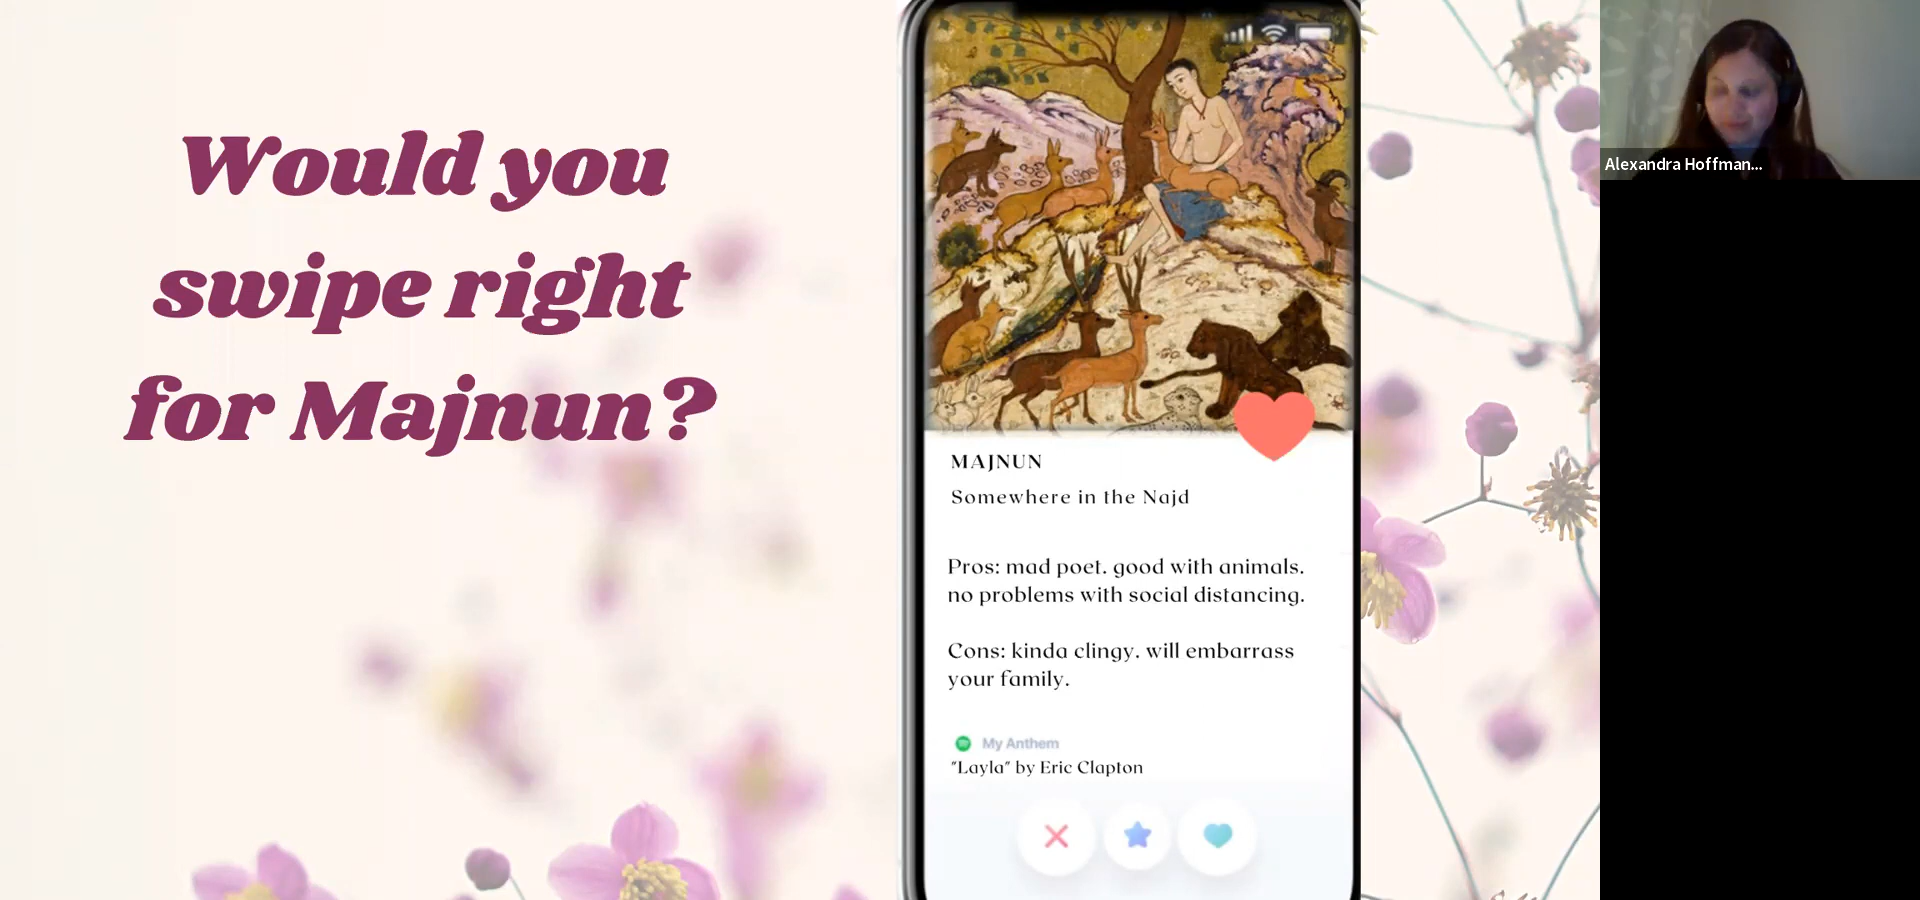 Would you
swipe right
for Majnun?
MAJNUN
Somewhere in the Najd
Pros: mad poet. good with animals.
no problems with social distancing.
Cons: kinda clingy. will embarrass
your family.
My Anthem
"Layla" by Eric Clapton
Alexandra Hoffman...